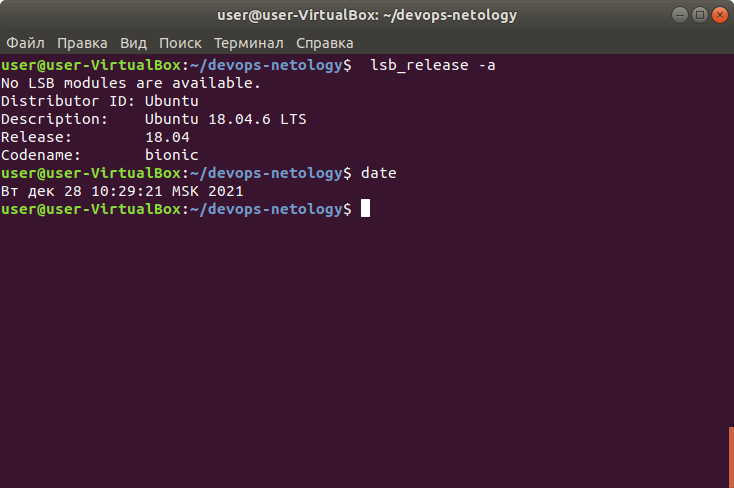 user@user-VirtualBox: ~/devops-netology
Файл Правка Вид Поиск Терминал Справка
user@user-VirtualBox:~/devops-netology$  lsb_release -a
No LSB modules are available.
Distributor ID: Ubuntu
Description:    Ubuntu 18.04.6 LTS
Release:        18.04
Codename:       bionic
user@user-VirtualBox:~/devops-netology$ date
Вт дек 28 10:29:21 MSK 2021
user@user-VirtualBox:~/devops-netology$